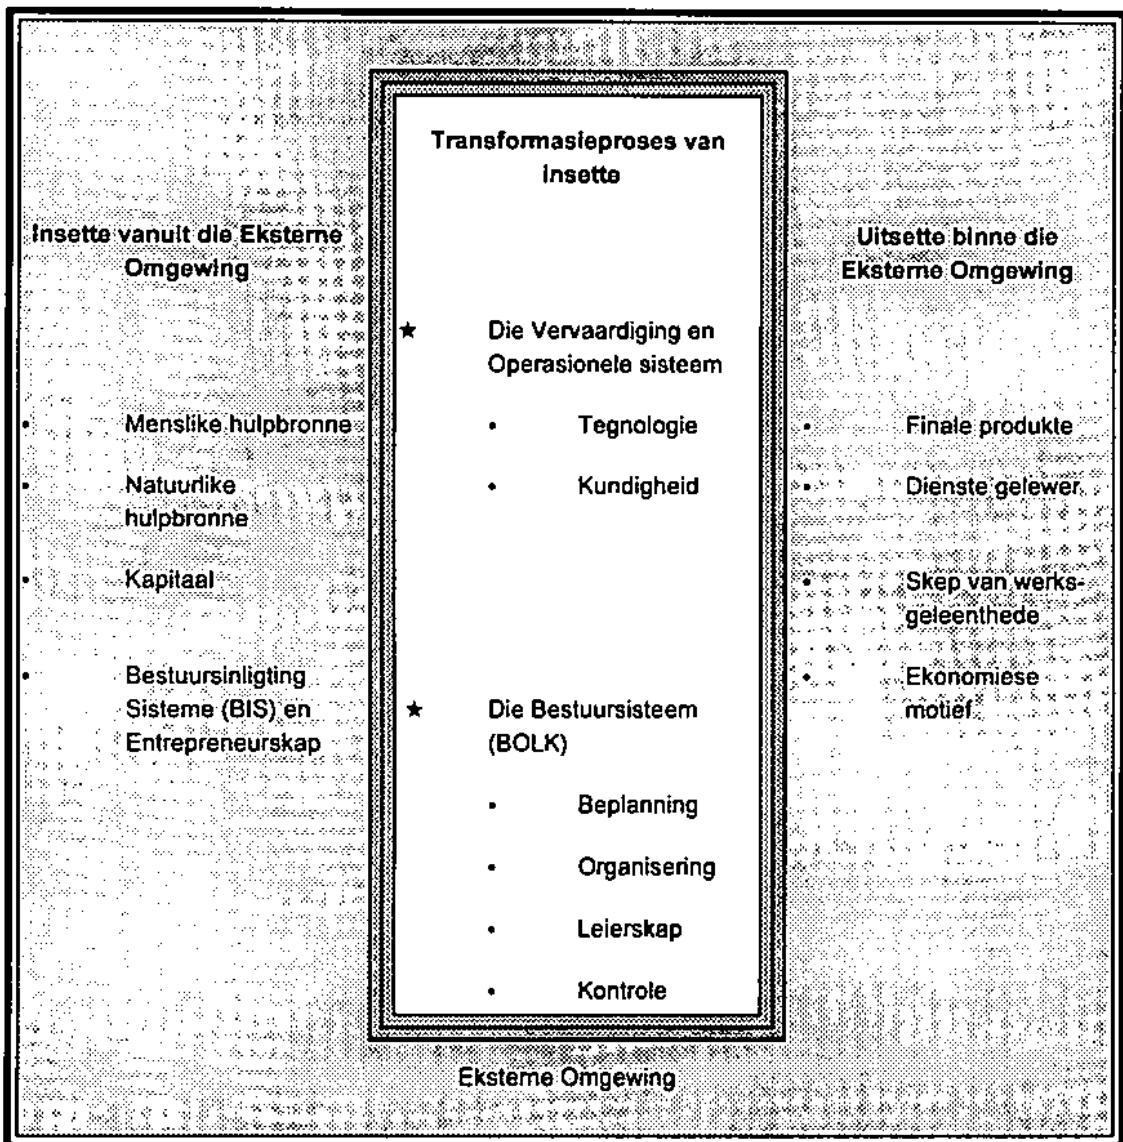 Transformasieproses van
insette
Insette vanuit die Eksterne
Omgewing
Uitsette binne die
Eksterne Omgewing
★ Die Vervaardiging en
Operasionele sisteem
• Menslike hulpbronne
• Natuurlike
hulpbronne
• Kapitaal
• Bestuursinligting
Sisteme (BIS) en
Entrepreneurskap
• Tegnologie
• Kundigheid
★ Die Bestuursisteem
(BOLK)
• Beplanning
• Organisering
• Leierskap
• Kontrole
• Finale produkte
• Dienste gelewer
• Skep van werks-
geleenthede
• Ekonomiese
motief
Eksterne Omgewing